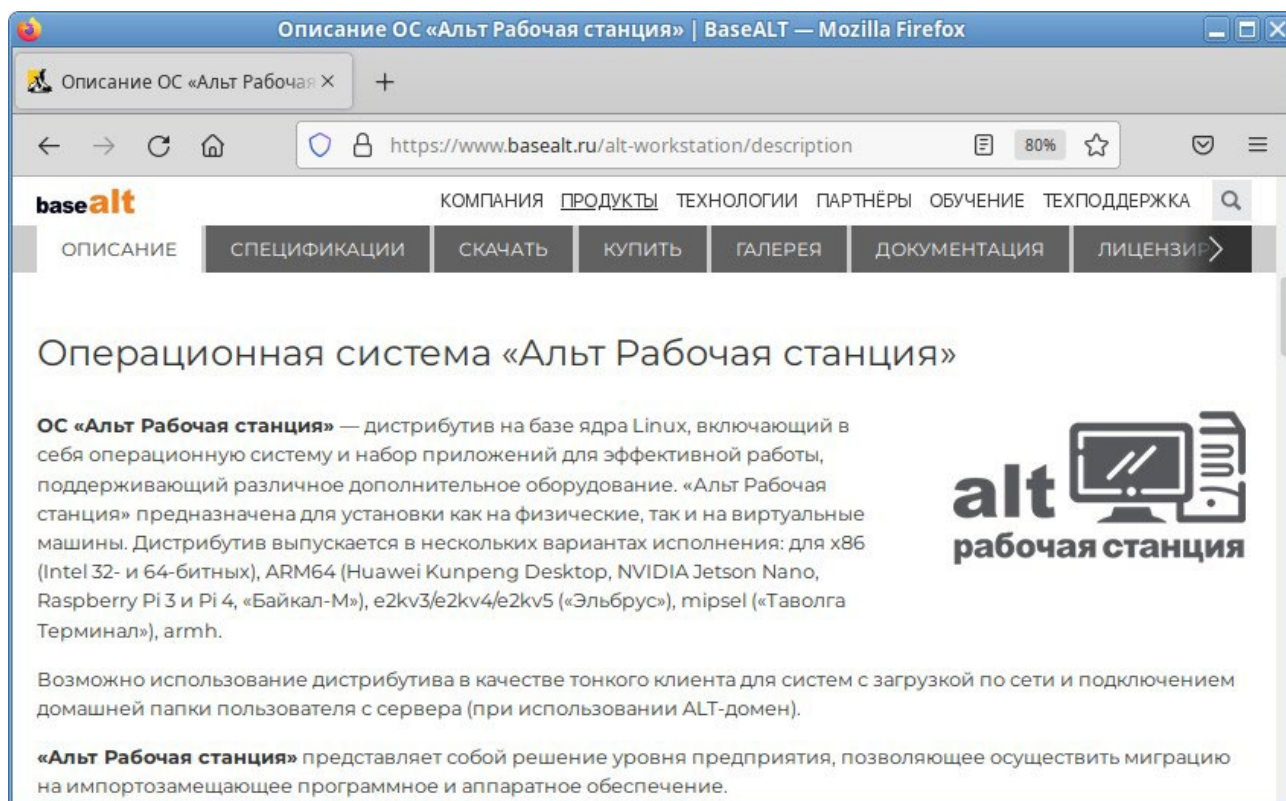 Описание ОС «Альт Рабочая станция» | BaseALT — Mozilla Firefox
Описание ОС «Альт Рабочая
https://www.basealt.ru/alt-workstation/description 80%
basealt КОМПАНИЯ ПРОДУКТЫ ТЕХНОЛОГИИ ПАРТНЁРЫ ОБУЧЕНИЕ ТЕХПОДДЕРЖКА
ОПИСАНИЕ СПЕЦИФИКАЦИИ СКАЧАТЬ КУПИТЬ ГАЛЕРЕЯ ДОКУМЕНТАЦИЯ ЛИЦЕНЗИР
Операционная система «Альт Рабочая станция»
ОС «Альт Рабочая станция» — дистрибутив на базе ядра Linux, включающий в
себя операционную систему и набор приложений для эффективной работы,
поддерживающий различное дополнительное оборудование. «Альт Рабочая
станция» предназначена для установки как на физические, так и на виртуальные
машины. Дистрибутив выпускается в нескольких вариантах исполнения: для x86
(Intel 32- и 64-битных), ARM64 (Huawei Kunpeng Desktop, NVIDIA Jetson Nano,
Raspberry Pi 3 и Pi 4, «Байкал-М»), e2kv3/e2kv4/e2kv5 («Эльбрус»), mipsel («Таволга
Терминал»), armh.
alt
рабочая станция
Возможно использование дистрибутива в качестве тонкого клиента для систем с загрузкой по сети и подключением
домашней папки пользователя с сервера (при использовании ALT-домен).
«Альт Рабочая станция» представляет собой решение уровня предприятия, позволяющее осуществить миграцию
на импортозамещающее программное и аппаратное обеспечение.